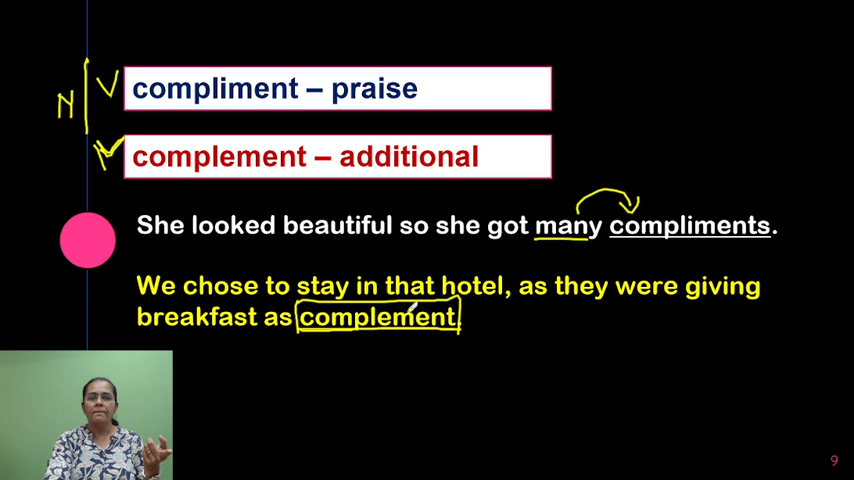 N V
compliment – praise
N complement – additional
She looked beautiful so she got many compliments.
We chose to stay in that hotel, as they were giving
breakfast as complement.
9